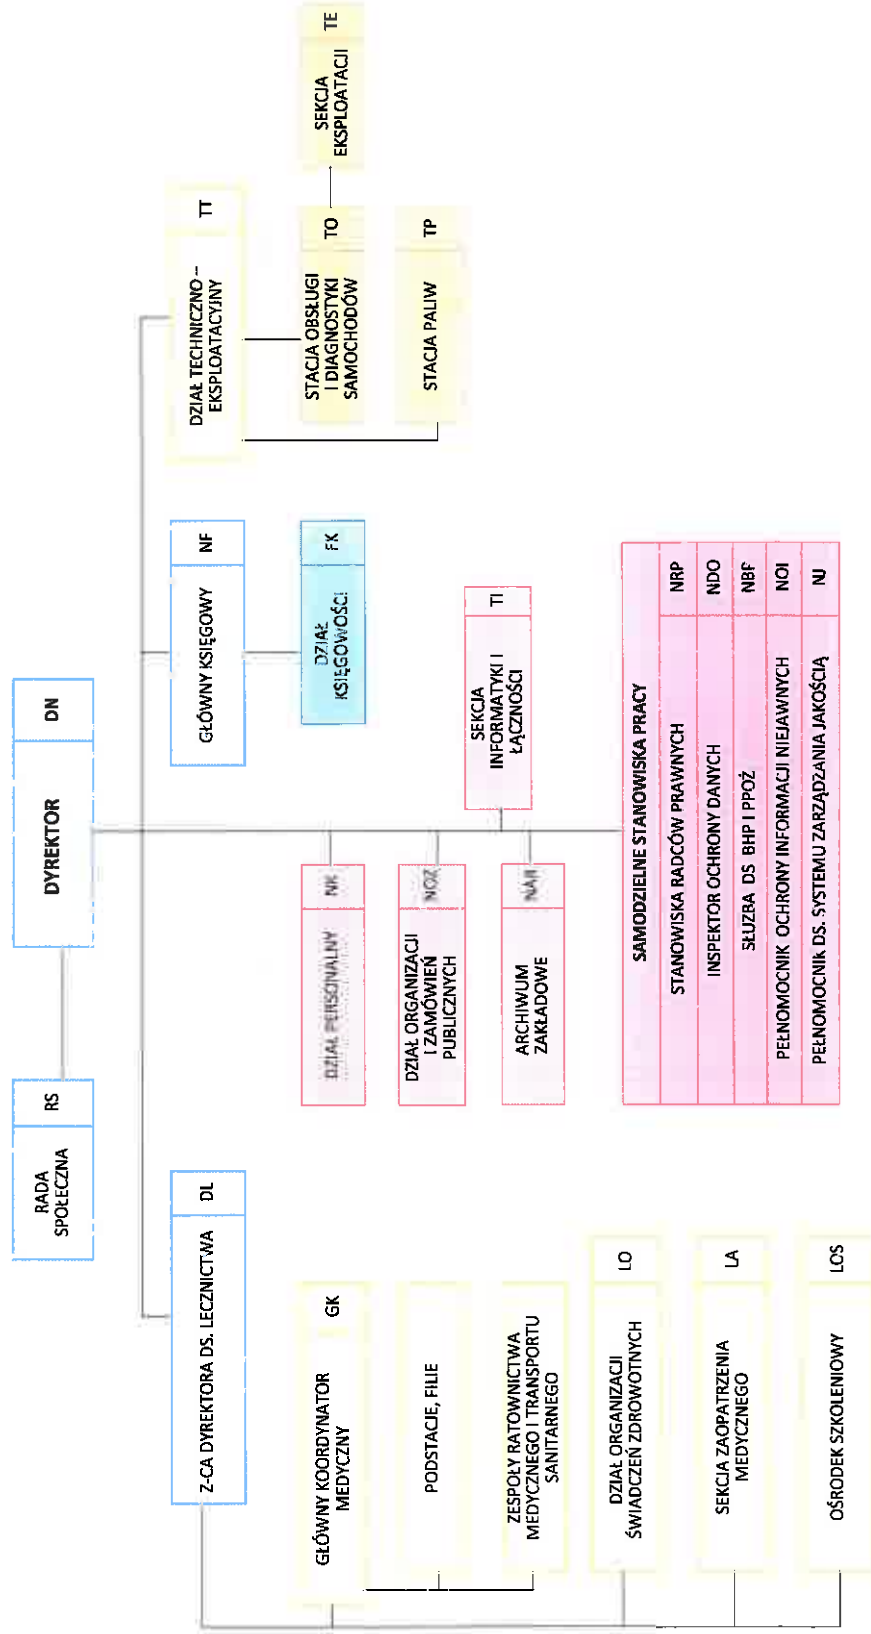 RADA
SPOŁECZNA
RS
DYREKTOR
DN
Z-CA DYREKTORA DS. LECZNICTWA
DL
GŁÓWNY KSIĘGOWY
NF
DZIAŁ TECHNICZNO –
EKSPLOATACYJNY
TT
GŁÓWNY KOORDYNATOR
MEDYCZNY
GK
PODSTACJE, FILIE
ZESPOŁY RATOWNICTWA
MEDYCZNEGO I TRANSPORTU
SANITARNEGO
DZIAŁ ORGANIZACJI
ŚWIADCZEŃ ZDROWOTNYCH
LO
SEKCJA ZAOPATRZENIA
MEDYCZNEGO
LA
OŚRODEK SZKOLENIOWY
LOS
DZIAŁ PERSONALNY
NK
DZIAŁ ORGANIZACJI
I ZAMÓWIEŃ
PUBLICZNYCH
NOZ
ARCHIWUM
ZAKŁADOWE
NAR
SEKCJA
INFORMATYKI I
ŁĄCZNOŚCI
TI
DZIAŁ
KSIĘGOWOŚCI
FK
STACJA OBSŁUGI
I DIAGNOSTYKI
SAMOCHODÓW
TO
SEKCJA
EKSPLOATACJI
TE
STACJA PALIW
TP
SAMODZIELNE STANOWISKA PRACY
STANOWISKA RADCÓW PRAWNYCH NRP
INSPEKTOR OCHRONY DANYCH NDO
SŁUŻBA DS BHP I PPOŻ NBF
PEŁNOMOCNIK OCHRONY INFORMACJI NIEJAWNYCH NOI
PEŁNOMOCNIK DS. SYSTEMU ZARZĄDZANIA JAKOŚCIĄ NJ